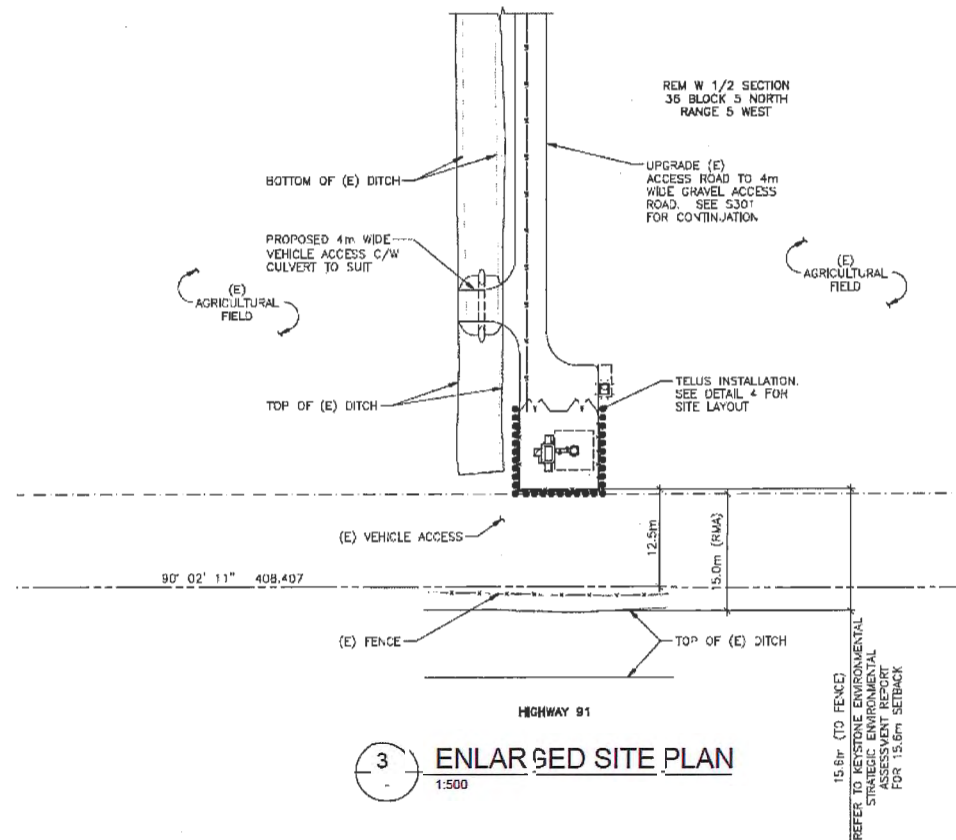 REM W 1/2 SECTION
36 BLOCK 5 NORTH
RANGE 5 WEST
BOTTOM OF (E) DITCH
UPGRADE (E)
ACCESS ROAD TO 4m
WIDE GRAVEL ACCESS
ROAD. SEE S301
FOR CONTINUATION
PROPOSED 4m WIDE
VEHICLE ACCESS C/W
CULVERT TO SUIT
(E)
AGRICULTURAL
FIELD
(E)
AGRICULTURAL
FIELD
TOP OF (E) DITCH
TELUS INSTALLATION.
SEE DETAIL 4 FOR
SITE LAYOUT
(E) VEHICLE ACCESS
12.5m
15.0m (RMA)
90° 02' 11" 408.407
(E) FENCE
TOP OF (E) DITCH
15.6m (TO FENCE)
REFER TO KEYSTONE ENVIRONMENTAL
STRATEGIC ENVIRONMENTAL
ASSESSMENT REPORT
FOR 15.6m SETBACK
HIGHWAY 91
3
-
ENLARGED SITE PLAN
1:500